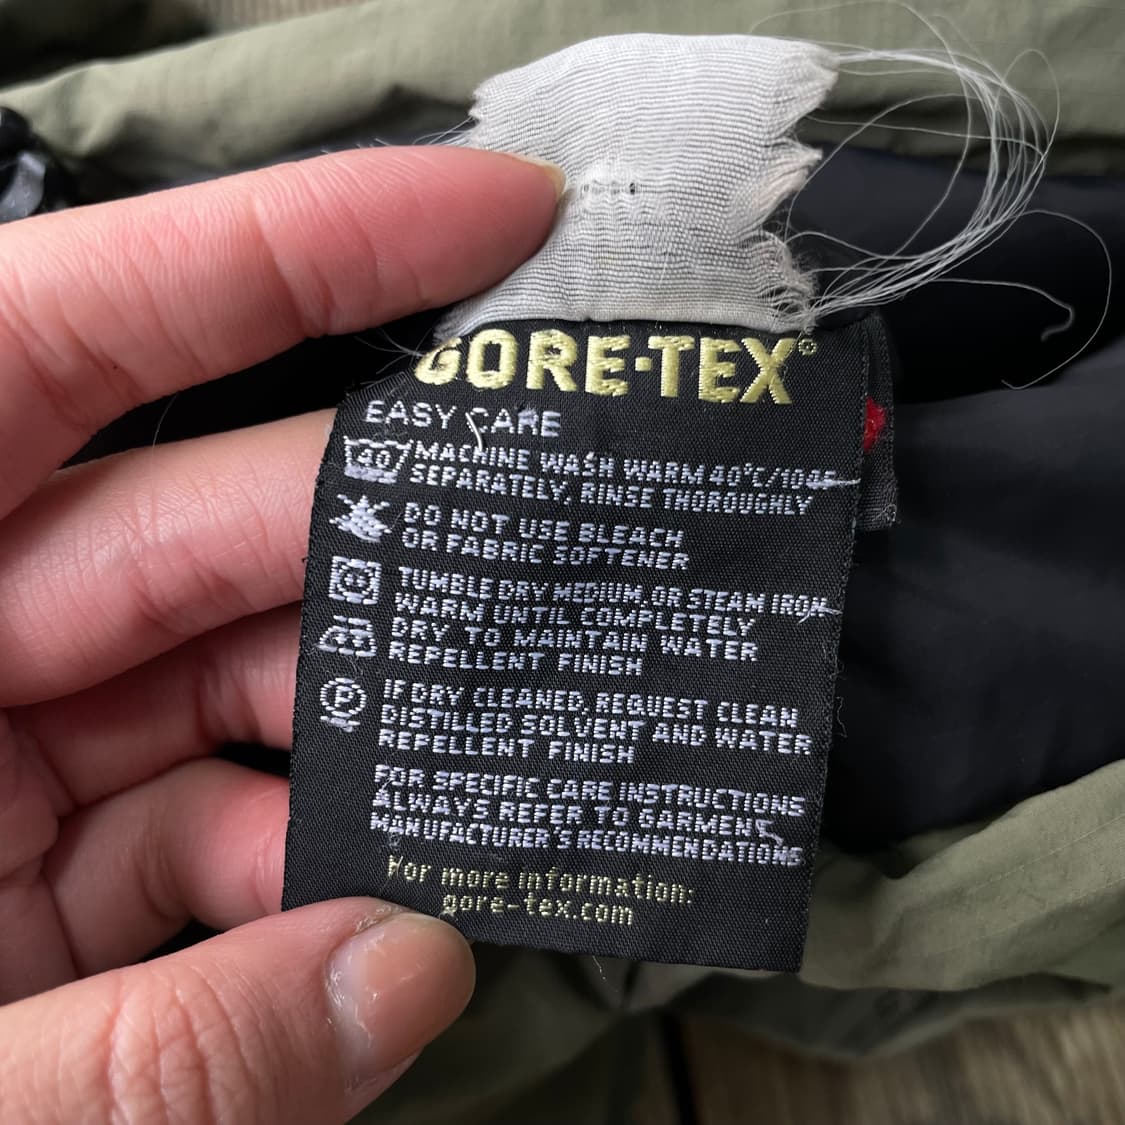 GORE-TEX®
EASY CARE
40 MACHINE WASH WARM 40°C/
SEPARATELY, RINSE THOROUGHLY
DO NOT USE BLEACH
OR FABRIC SOFTENER
TUMBLE DRY MEDIUM, OR STEAM IRON
WARM UNTIL COMPLETELY
DRY TO MAINTAIN WATER
REPELLENT FINISH
P IF DRY CLEANED, REQUEST CLEAN
DISTILLED SOLVENT AND WATER
REPELLENT FINISH
FOR SPECIFIC CARE INSTRUCTIONS
ALWAYS REFER TO GARMENT
MANUFACTURER'S RECOMMENDATIONS
For more information:
gore-tex.com